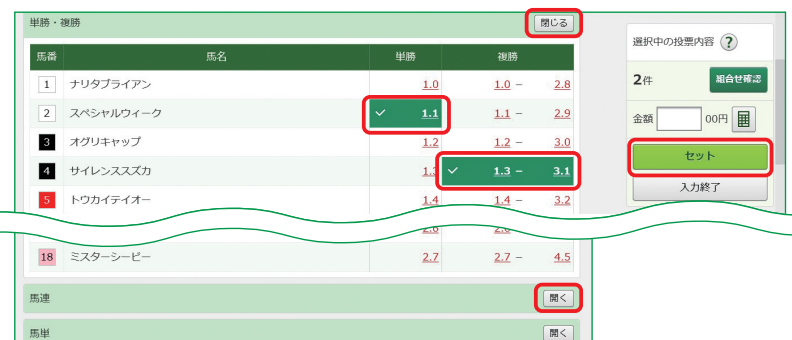 単勝・複勝 閉じる
馬番 馬名 単勝 複勝
1 ナリタブライアン 1.0 1.0 － 2.8
2 スペシャルウィーク ✓ 1.1 1.1 － 2.9
3 オグリキャップ 1.2 1.2 － 3.0
4 サイレンススズカ 1.3 ✓ 1.3 － 3.1
5 トウカイテイオー 1.4 1.4 － 3.2
18 ミスターシービー 2.7 2.7 － 4.5
馬連 開く
馬単 開く
選択中の投票内容 ?
2件 組合せ確認
金額 00円
セット
入力終了